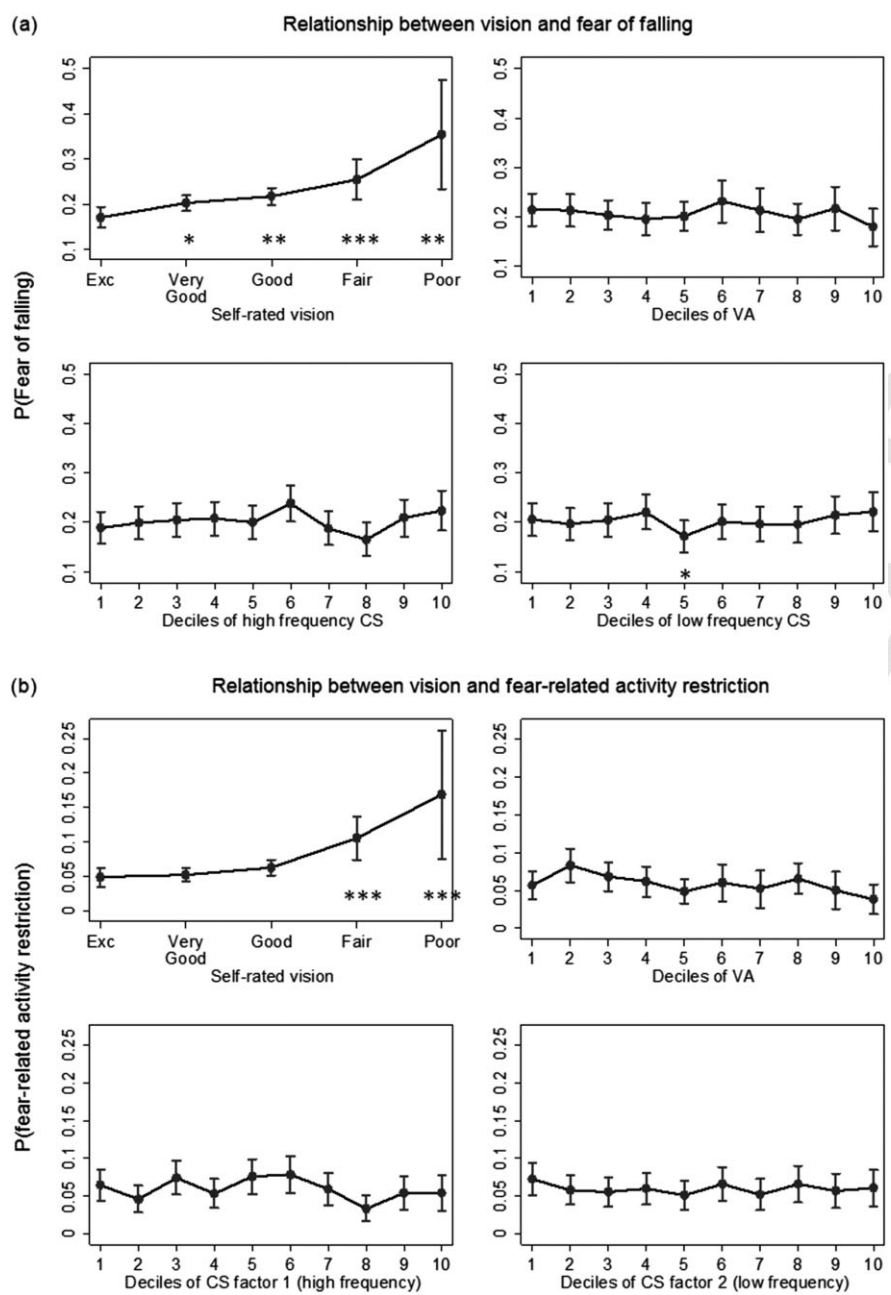 (a) Relationship between vision and fear of falling
P(Fear of falling)
0.5
0.4
0.3
0.2
0.1
* ** *** **
Exc Very Good Good Fair Poor
Self-rated vision
0.5
0.4
0.3
0.2
0.1
1 2 3 4 5 6 7 8 9 10
Deciles of VA
0.5
0.4
0.3
0.2
0.1
1 2 3 4 5 6 7 8 9 10
Deciles of high frequency CS
0.5
0.4
0.3
0.2
0.1
*
1 2 3 4 5 6 7 8 9 10
Deciles of low frequency CS
(b) Relationship between vision and fear-related activity restriction
P(fear-related activity restriction)
0.25
0.2
0.15
0.1
0.05
0
*** ***
Exc Very Good Good Fair Poor
Self-rated vision
0.25
0.2
0.15
0.1
0.05
0
1 2 3 4 5 6 7 8 9 10
Deciles of VA
0.25
0.2
0.15
0.1
0.05
0
1 2 3 4 5 6 7 8 9 10
Deciles of CS factor 1 (high frequency)
0.25
0.2
0.15
0.1
0.05
0
1 2 3 4 5 6 7 8 9 10
Deciles of CS factor 2 (low frequency)